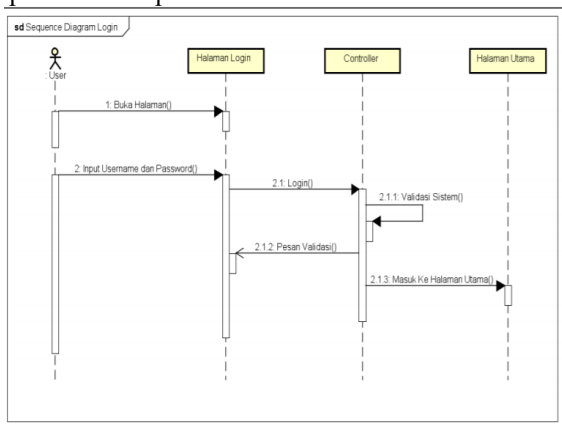 sd Sequence Diagram Login
Halaman Login
Controller
Halaman Utama
: User
1: Buka Halaman()
2: Input Username dan Password()
2.1: Login()
2.1.1: Validasi Sistem()
2.1.2: Pesan Validasi()
2.1.3: Masuk Ke Halaman Utama()